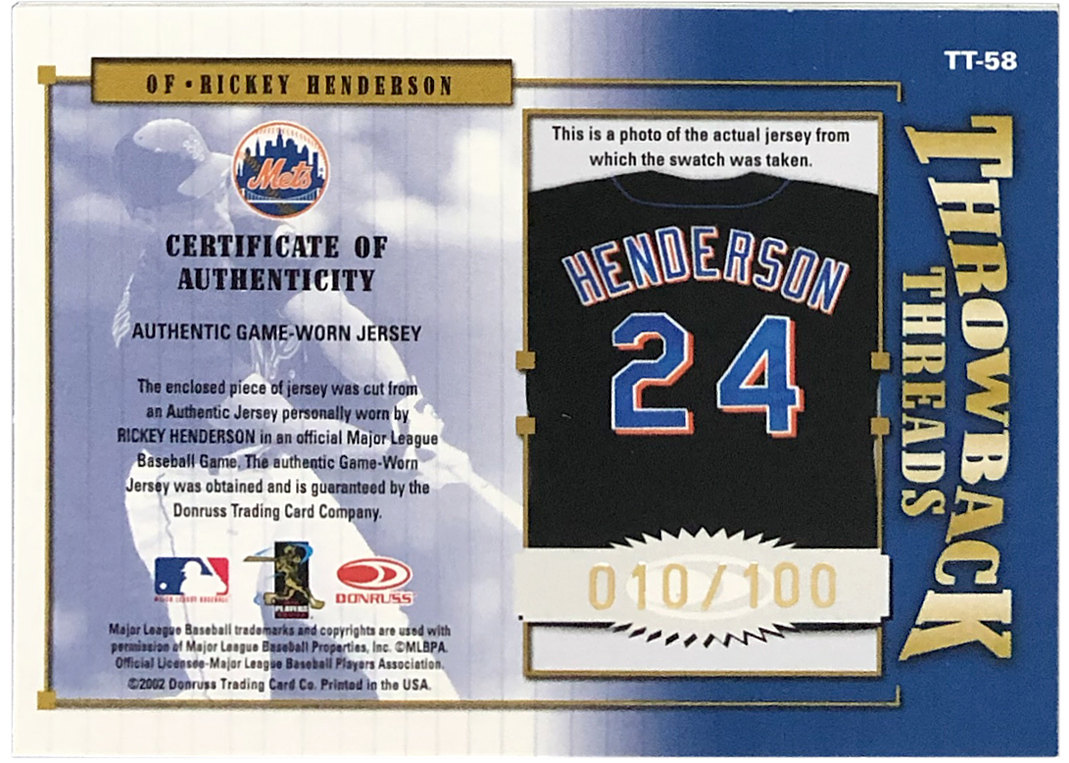 TT-58
OF • RICKEY HENDERSON
Mets
CERTIFICATE OF
AUTHENTICITY
AUTHENTIC GAME-WORN JERSEY
The enclosed piece of jersey was cut from
an Authentic Jersey personally worn by
RICKEY HENDERSON in an official Major League
Baseball Game. The authentic Game-Worn
Jersey was obtained and is guaranteed by the
Donruss Trading Card Company.
MAJOR LEAGUE BASEBALL
PLAYERS
DONRUSS
Major League Baseball trademarks and copyrights are used with
permission of Major League Baseball Properties, Inc. ©MLBPA.
Official Licensee-Major League Baseball Players Association.
©2002 Donruss Trading Card Co. Printed in the USA.
This is a photo of the actual jersey from
which the swatch was taken.
HENDERSON
24
010/100
THROWBACK
THREADS